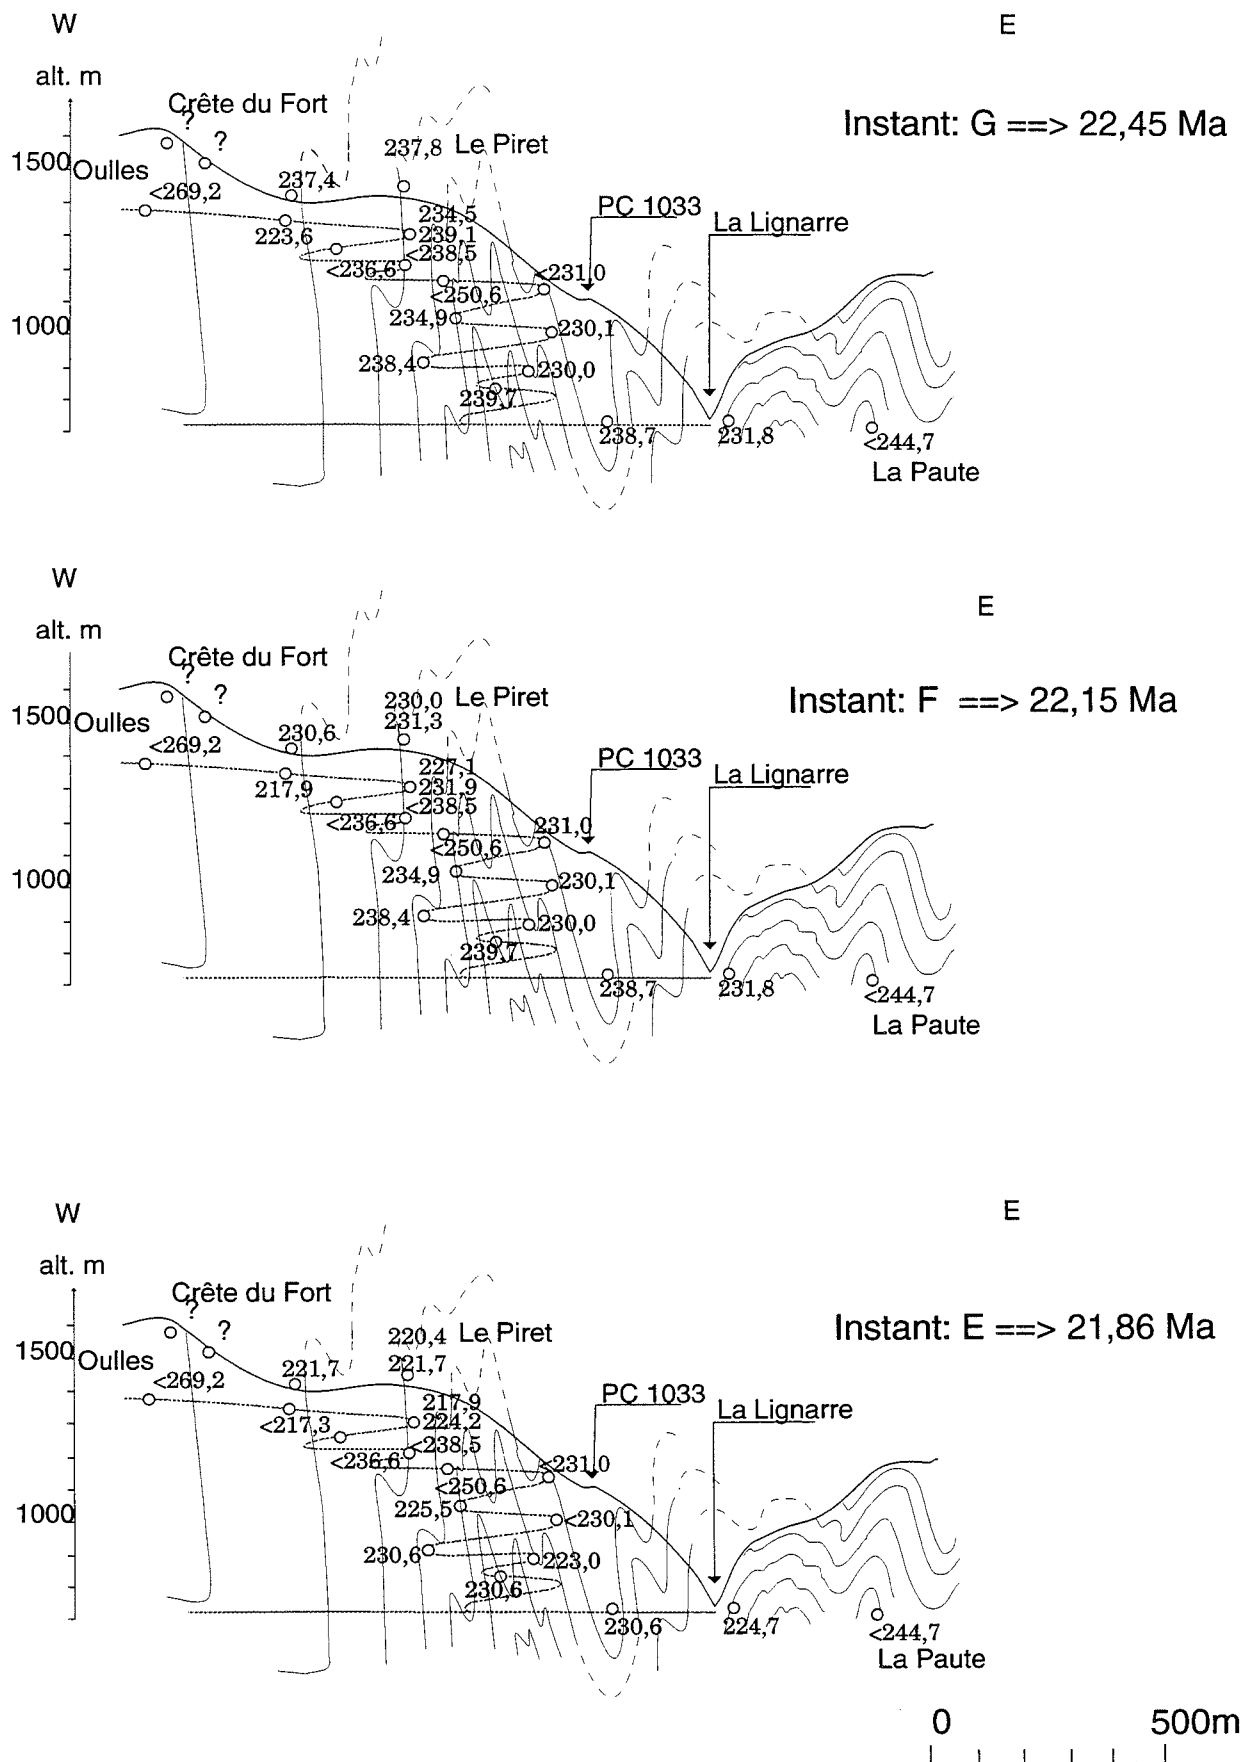 W
E
alt. m
Crête du Fort
?
?
Instant: G ==> 22,45 Ma
237,8 Le Piret
1500
Oulles
<269,2
237,4
PC 1033
La Lignarre
234,5
223,6
239,1
<238,5
<236,6
<231,0
<250,6
1000
234,9
230,1
238,4
230,0
239,7
238,7
231,8
<244,7
La Paute
W
E
alt. m
Crête du Fort
?
?
230,0 Le Piret
Instant: F ==> 22,15 Ma
1500
Oulles
231,3
230,6
<269,2
PC 1033
La Lignarre
227,1
217,9
231,9
<238,5
<236,6
231,0
<250,6
1000
234,9
230,1
238,4
230,0
239,7
238,7
231,8
<244,7
La Paute
W
E
alt. m
Crête du Fort
?
?
220,4 Le Piret
Instant: E ==> 21,86 Ma
1500
Oulles
221,7
221,7
<269,2
PC 1033
La Lignarre
217,9
<217,3
224,2
<238,5
<236,6
<231,0
<250,6
1000
225,5
<230,1
230,6
223,0
230,6
230,6
224,7
<244,7
La Paute
0 500m